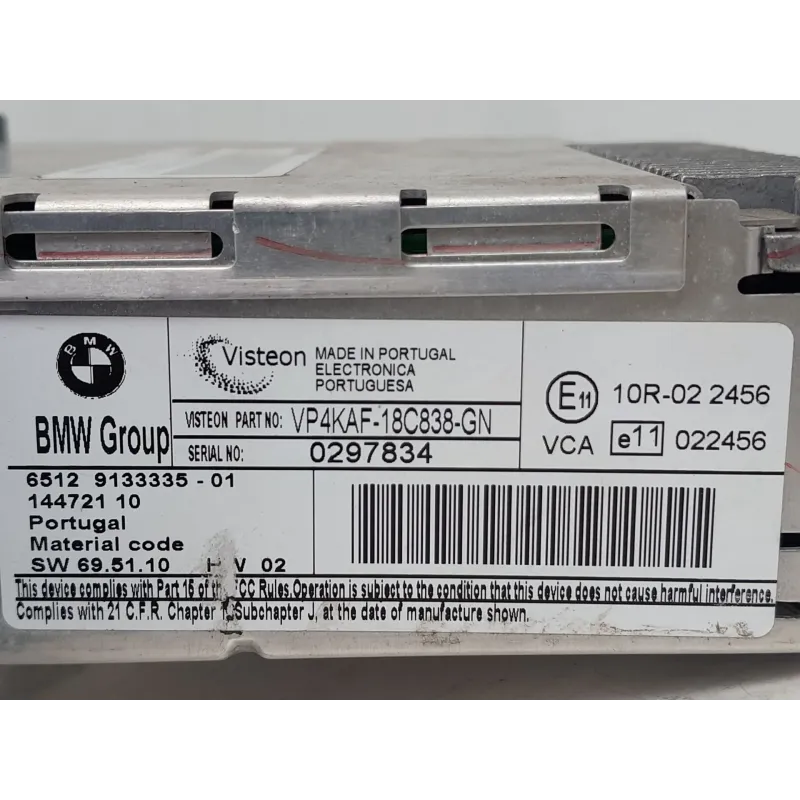 BMW
BMW Group
Visteon
MADE IN PORTUGAL
ELECTRONICA
PORTUGUESA
VISTEON PART NO: VP4KAF-18C838-GN
SERIAL NO: 0297834
E11 10R-02 2456
VCA e11 022456
6512 9133335-01
144721 10
Portugal
Material code
SW 69.51.10 02
This device complies with Part 15 of Rules.Operation is subject to the condition that this device does not cause harmful interference.
Complies with 21 C.F.R. Chapter Subchapter J, at the date of manufacture shown.